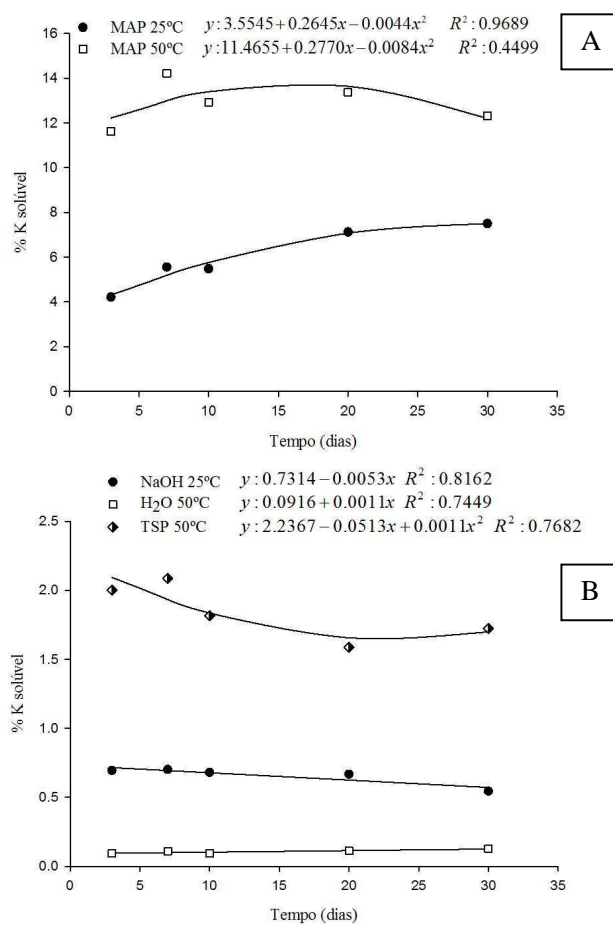 MAP 25ºC y:3.5545+0.2645x−0.0044x² R²:0.9689
MAP 50ºC y:11.4655+0.2770x−0.0084x² R²:0.4499
A
16
14
12
10
8
6
4
2
0
% K solúvel
0 5 10 15 20 25 30 35
Tempo (dias)
NaOH 25ºC y:0.7314−0.0053x R²:0.8162
H₂O 50ºC y:0.0916+0.0011x R²:0.7449
TSP 50ºC y:2.2367−0.0513x+0.0011x² R²:0.7682
B
2.5
2.0
1.5
1.0
0.5
0.0
% K solúvel
0 5 10 15 20 25 30 35
Tempo (dias)